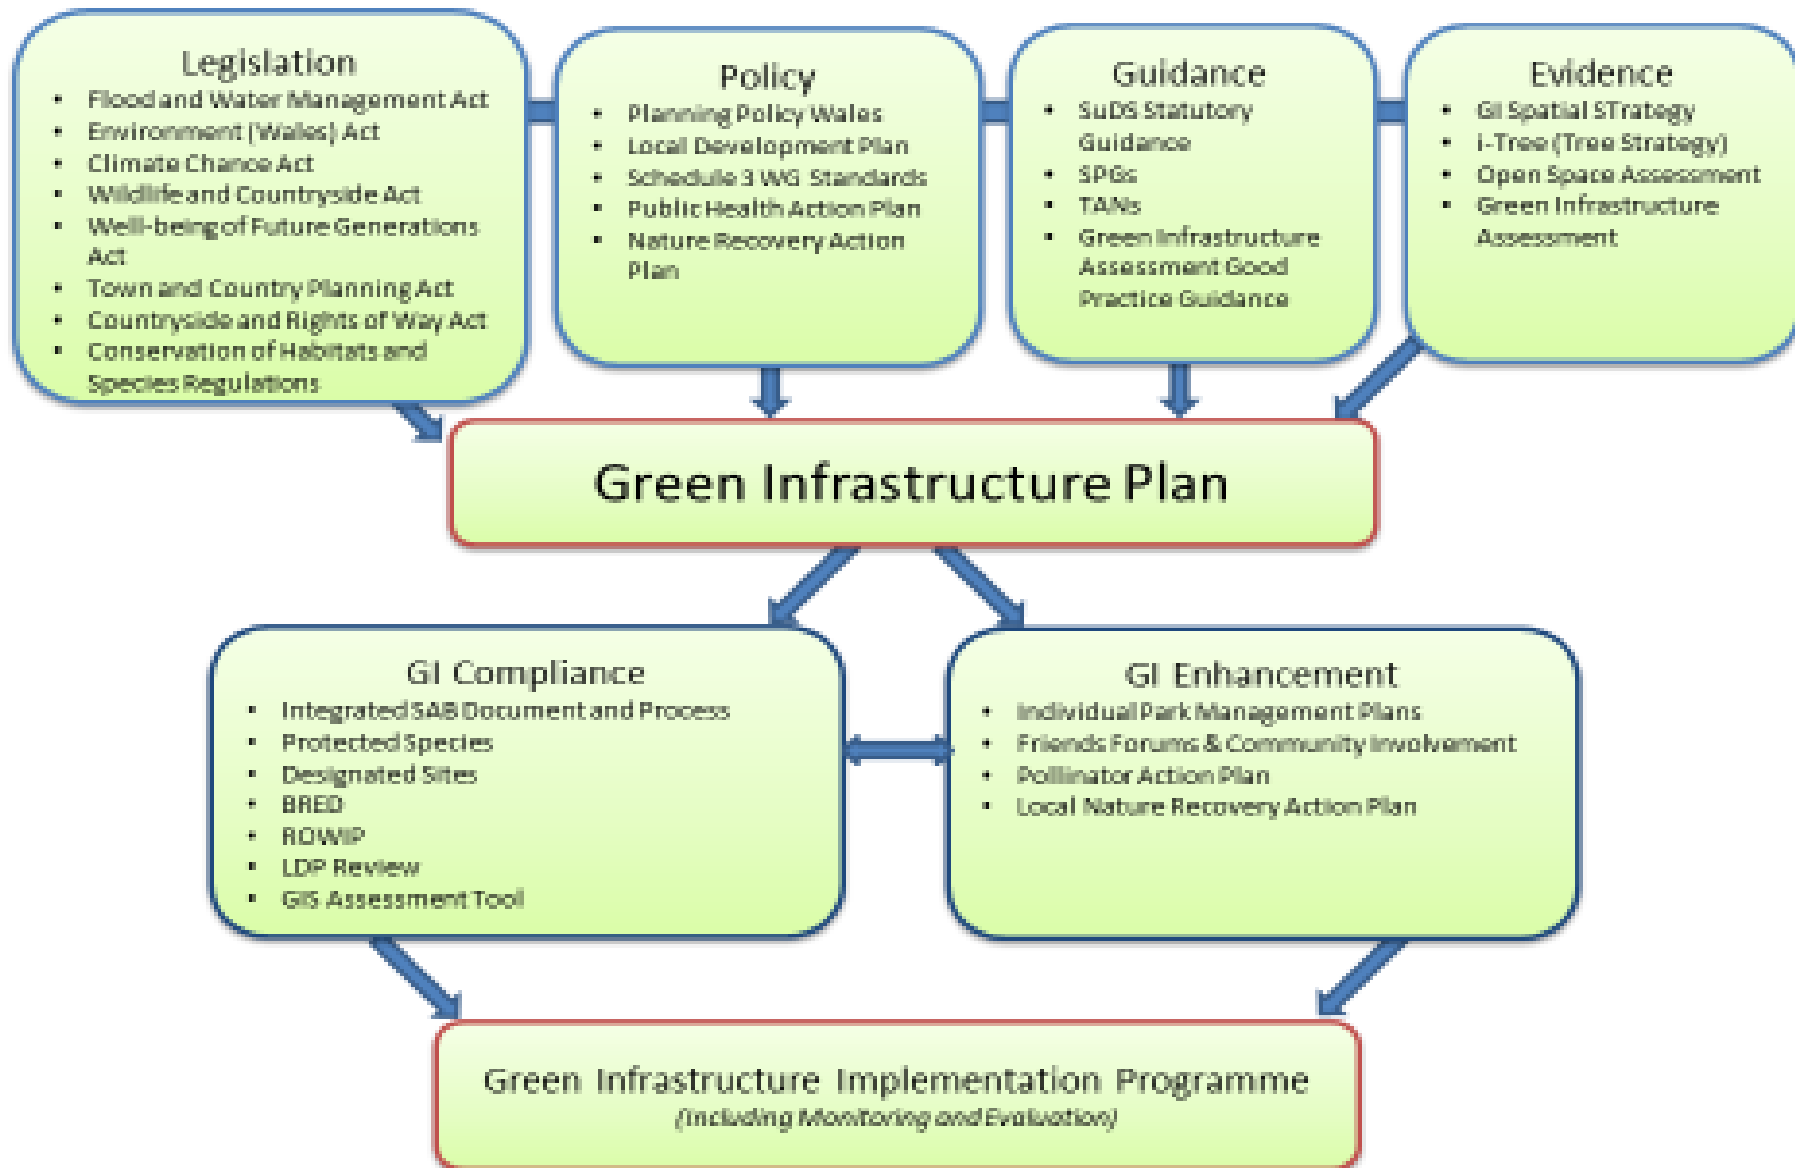 Legislation
• Flood and Water Management Act
• Environment (Wales) Act
• Climate Chance Act
• Wildlife and Countryside Act
• Well-being of Future Generations
Act
• Town and Country Planning Act
• Countryside and Rights of Way Act
• Conservation of Habitats and
Species Regulations
Policy
• Planning Policy Wales
• Local Development Plan
• Schedule 3 WG Standards
• Public Health Action Plan
• Nature Recovery Action
Plan
Guidance
• SuDS Statutory
Guidance
• SPGs
• TANs
• Green Infrastructure
Assessment Good
Practice Guidance
Evidence
• GI Spatial STrategy
• i-Tree (Tree Strategy)
• Open Space Assessment
• Green Infrastructure
Assessment
Green Infrastructure Plan
GI Compliance
• Integrated SAB Document and Process
• Protected Species
• Designated Sites
• BRED
• ROWIP
• LDP Review
• GIS Assessment Tool
GI Enhancement
• Individual Park Management Plans
• Friends Forums & Community Involvement
• Pollinator Action Plan
• Local Nature Recovery Action Plan
Green Infrastructure Implementation Programme
(Including Monitoring and Evaluation)